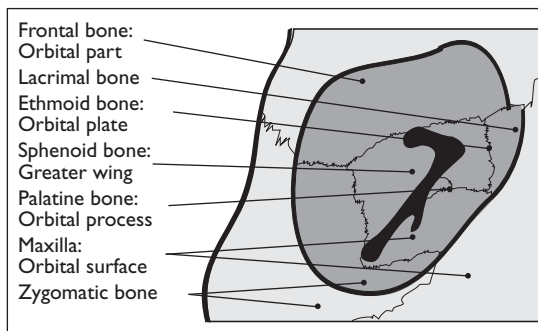 Frontal bone:
Orbital part
Lacrimal bone
Ethmoid bone:
Orbital plate
Sphenoid bone:
Greater wing
Palatine bone:
Orbital process
Maxilla:
Orbital surface
Zygomatic bone